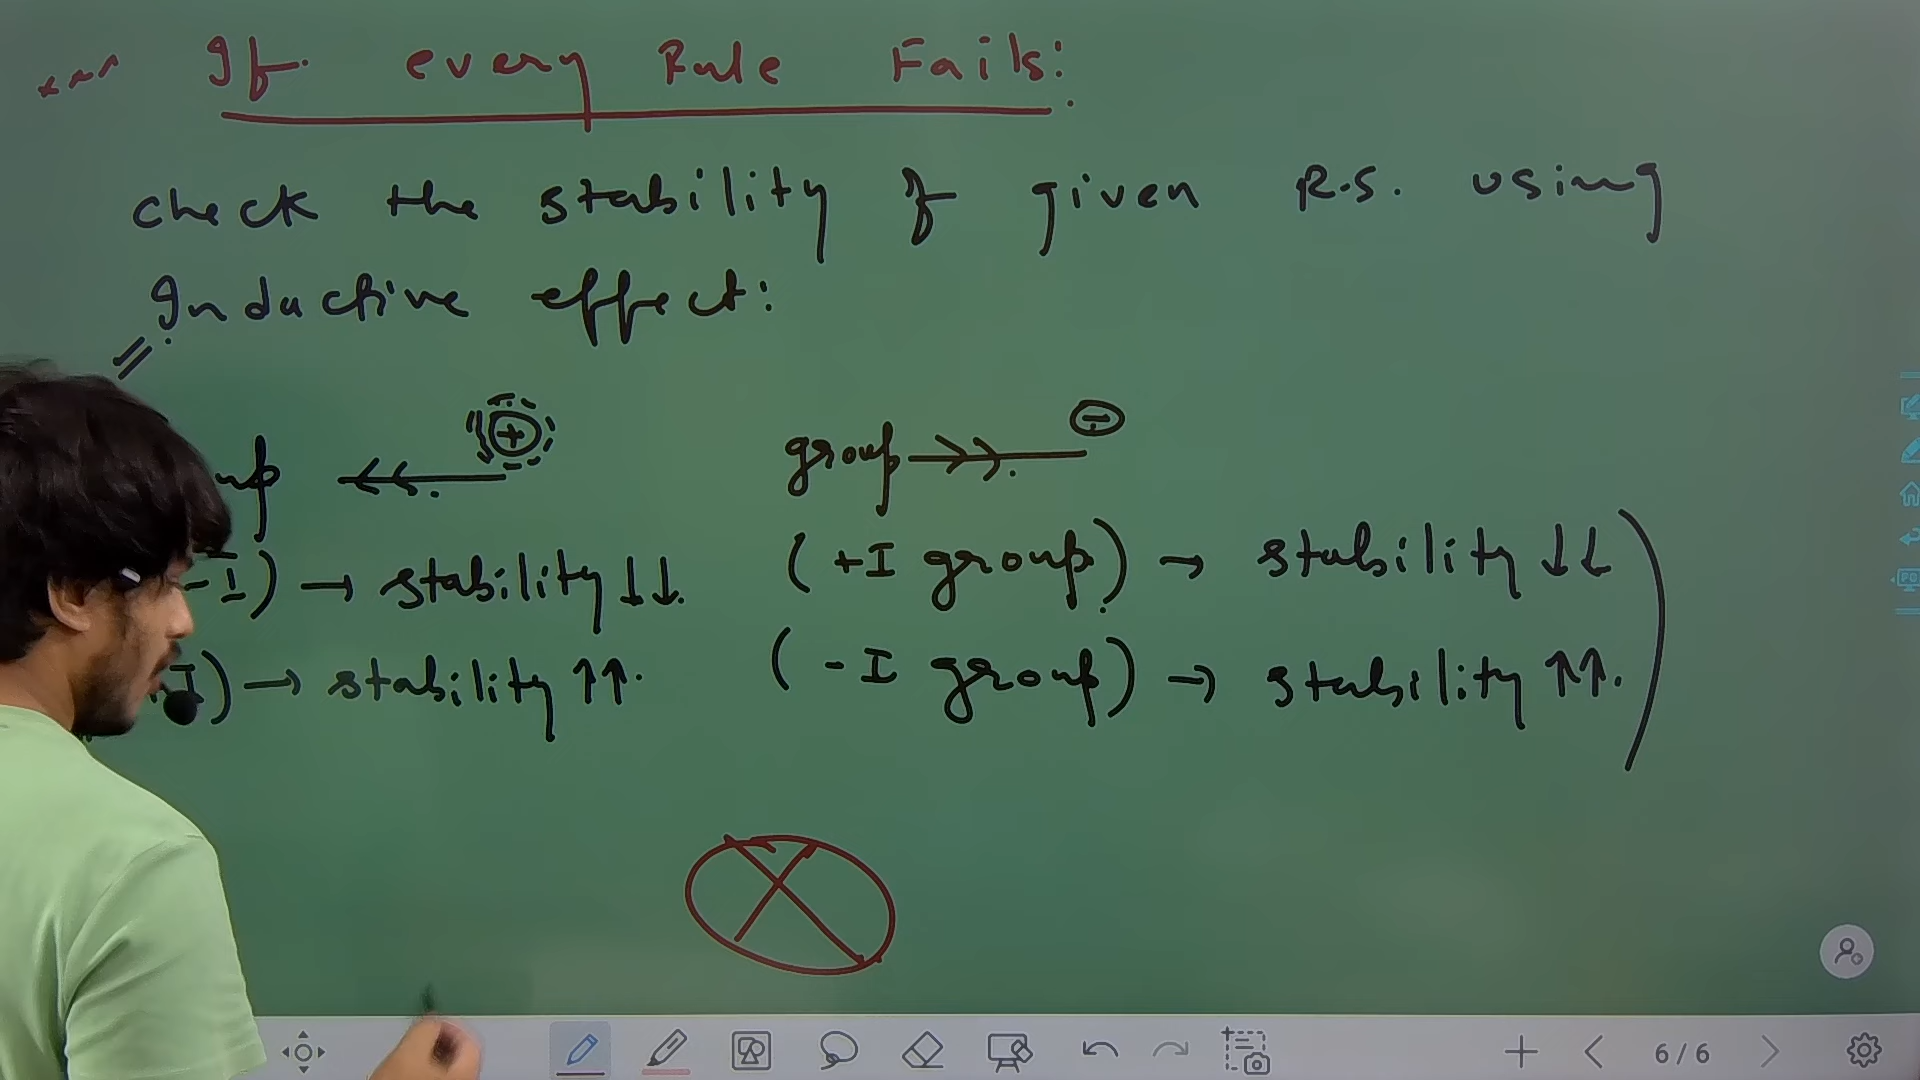 If every Rule Fails:
check the stability of given R.S. using
Inductive effect:
+
group
-
-I) → stability ↓↓.
(+I group) → stability ↓↓
I) → stability ↑↑.
(-I group) → stability ↑↑.
6/6